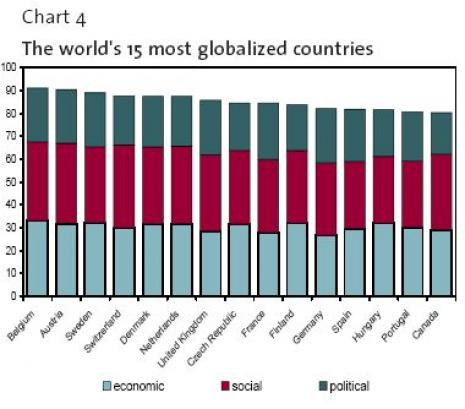 Chart 4
The world's 15 most globalized countries
100
90
80
70
60
50
40
30
20
10
0
Belgium
Austria
Sweden
Switzerland
Denmark
Netherlands
United Kingdom
Czech Republic
France
Finland
Germany
Spain
Hungary
Portugal
Canada
economic social political